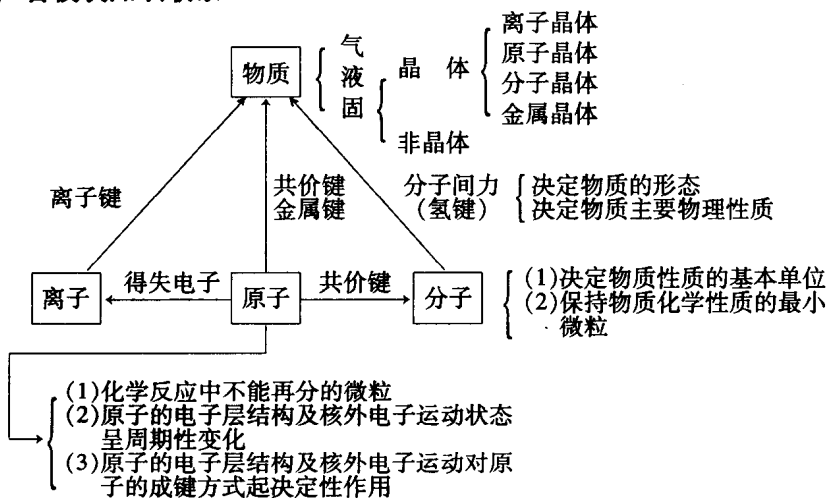 物质
气
液
固
晶 体
非晶体
离子晶体
原子晶体
分子晶体
金属晶体
离子键
共价键
金属键
分子间力
(氢键)
决定物质的形态
决定物质主要物理性质
离子
得失电子
原子
共价键
分子
(1)决定物质性质的基本单位
(2)保持物质化学性质的最小
微粒
(1)化学反应中不能再分的微粒
(2)原子的电子层结构及核外电子运动状态
呈周期性变化
(3)原子的电子层结构及核外电子运动对原
子的成键方式起决定性作用